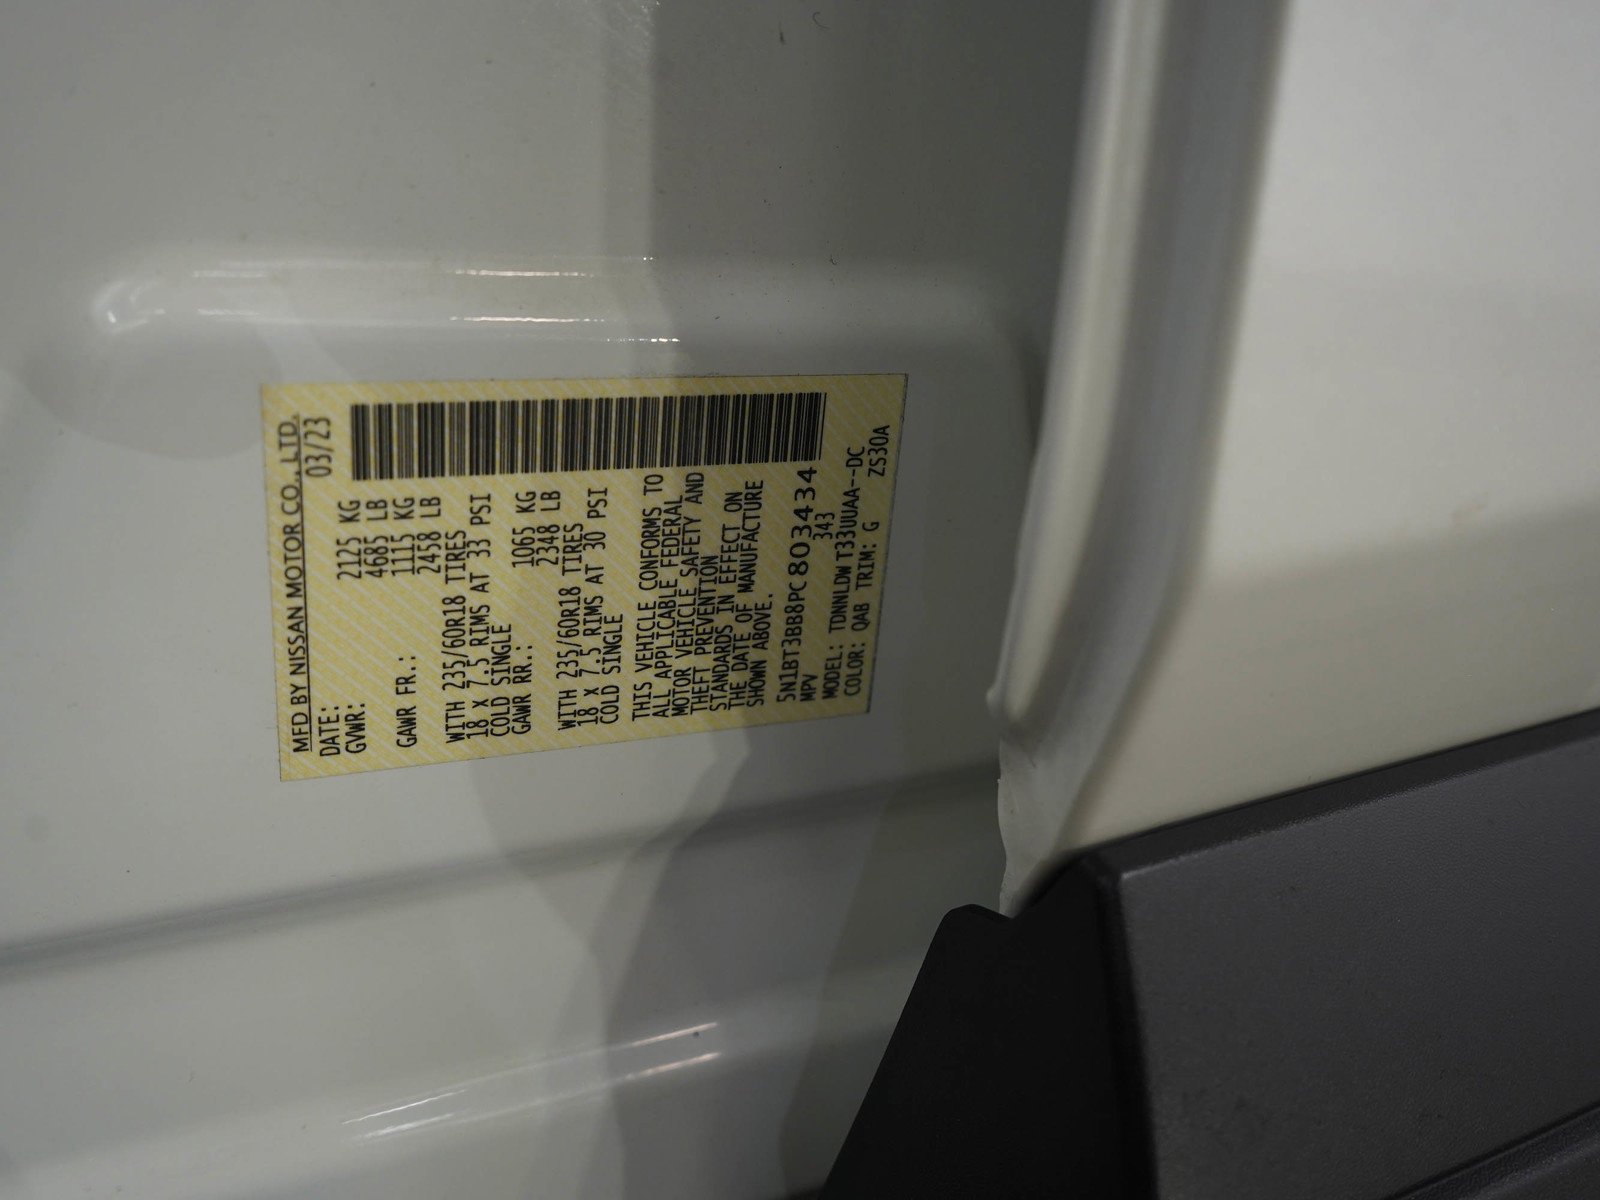 MFD BY NISSAN MOTOR CO., LTD.
DATE: 03/23
GVWR: 2125 KG
4685 LB
GAWR FR.: 1115 KG
2458 LB
WITH 235/60R18 TIRES
18 X 7.5 RIMS AT 33 PSI
COLD SINGLE
GAWR RR.: 1065 KG
2348 LB
WITH 235/60R18 TIRES
18 X 7.5 RIMS AT 30 PSI
COLD SINGLE
THIS VEHICLE CONFORMS TO
ALL APPLICABLE FEDERAL
MOTOR VEHICLE SAFETY AND
THEFT PREVENTION
STANDARDS IN EFFECT ON
THE DATE OF MANUFACTURE
SHOWN ABOVE.
5N1BT3BB8PC803434
MPV 343
MODEL: TDNNLDWT33UUAA--DC
COLOR: QAB TRIM: G ZS30A